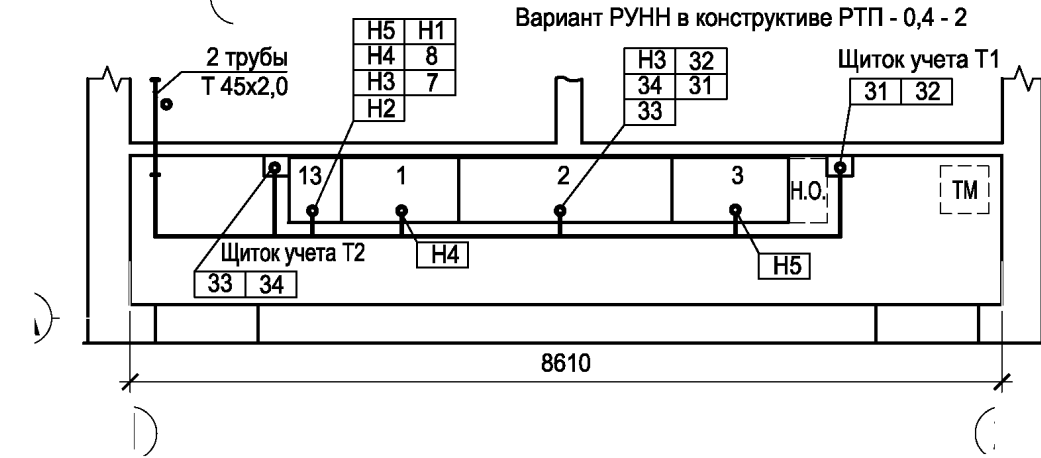 Вариант РУНН в конструктиве РТП - 0,4 - 2
2 трубы
Т 45х2,0
Н5 Н1
Н4 8
Н3 7
Н2
Н3 32
34 31
33
Щиток учета Т1
31 32
13 1 2 3 Н.О. ТМ
Щиток учета Т2
33 34
Н4
Н5
8610